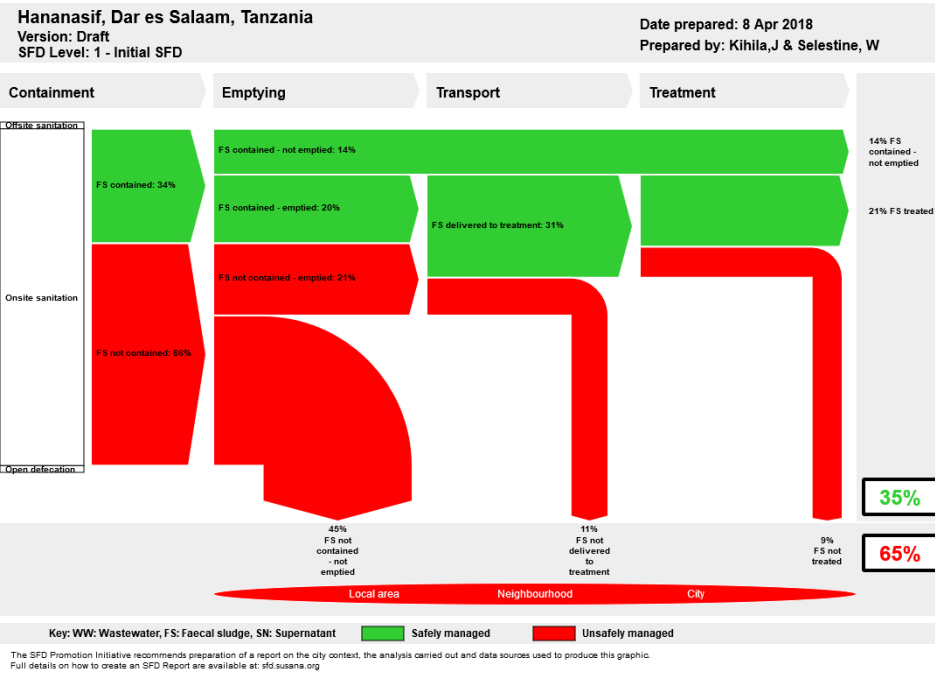 Hananasif, Dar es Salaam, Tanzania
Version: Draft
SFD Level: 1 - Initial SFD
Date prepared: 8 Apr 2018
Prepared by: Kihila,J & Selestine, W
Containment
Emptying
Transport
Treatment
Offsite sanitation
FS contained: 34%
FS contained - not emptied: 14%
14% FS
contained -
not emptied
FS contained - emptied: 20%
FS delivered to treatment: 31%
21% FS treated
FS not contained - emptied: 21%
Onsite sanitation
FS not contained: 66%
Open defecation
35%
45%
FS not
contained
- not
emptied
11%
FS not
delivered
to
treatment
9%
FS not
treated
65%
Local area
Neighbourhood
City
Key: WW: Wastewater, FS: Faecal sludge, SN: Supernatant
Safely managed
Unsafely managed
The SFD Promotion Initiative recommends preparation of a report on the city context, the analysis carried out and data sources used to produce this graphic.
Full details on how to create an SFD Report are available at: sfd.susana.org